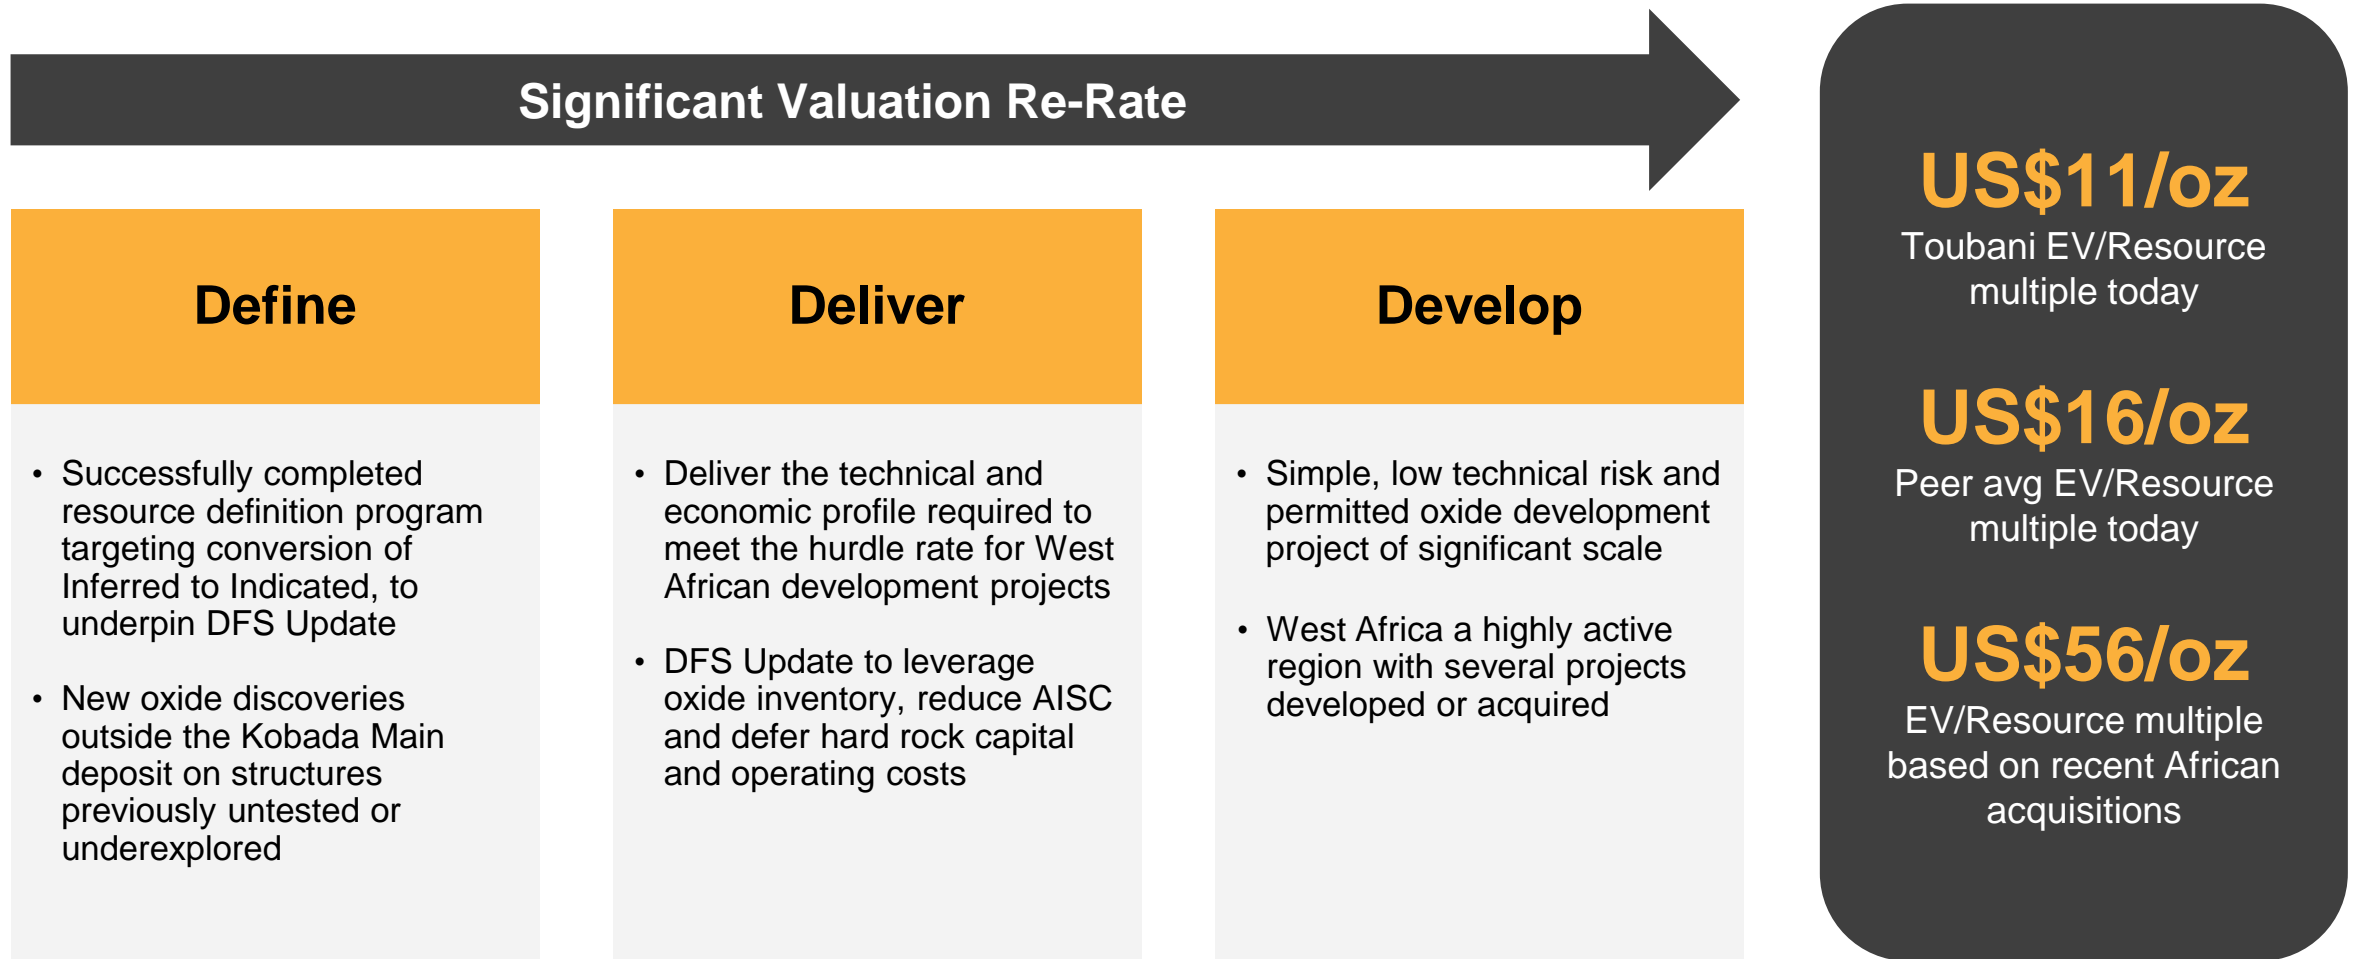 Significant Valuation Re-Rate
Define
• Successfully completed
resource definition program
targeting conversion of
Inferred to Indicated, to
underpin DFS Update
• New oxide discoveries
outside the Kobada Main
deposit on structures
previously untested or
underexplored
Deliver
• Deliver the technical and
economic profile required to
meet the hurdle rate for West
African development projects
• DFS Update to leverage
oxide inventory, reduce AISC
and defer hard rock capital
and operating costs
Develop
• Simple, low technical risk and
permitted oxide development
project of significant scale
• West Africa a highly active
region with several projects
developed or acquired
US$11/oz
Toubani EV/Resource
multiple today
US$16/oz
Peer avg EV/Resource
multiple today
US$56/oz
EV/Resource multiple
based on recent African
acquisitions